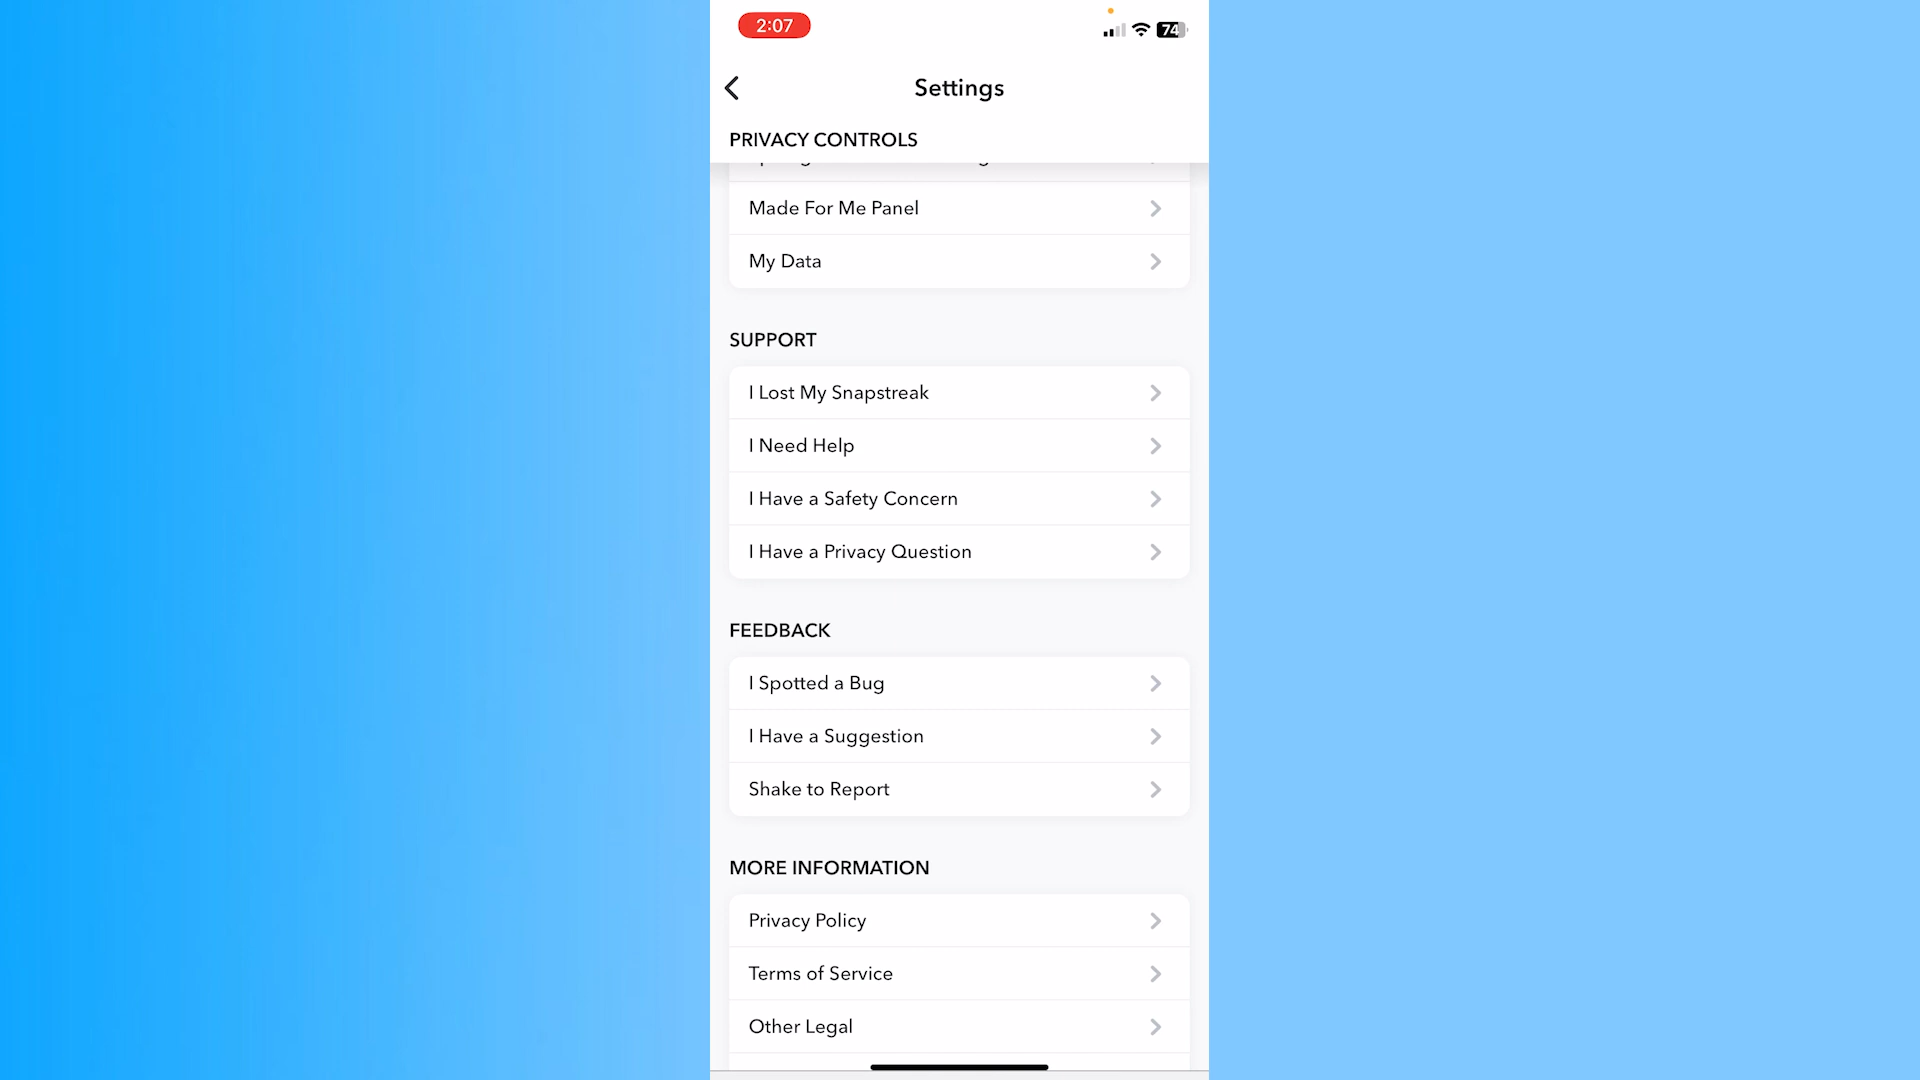 2:07
74
Settings
PRIVACY CONTROLS
Made For Me Panel
My Data
SUPPORT
I Lost My Snapstreak
I Need Help
I Have a Safety Concern
I Have a Privacy Question
FEEDBACK
I Spotted a Bug
I Have a Suggestion
Shake to Report
MORE INFORMATION
Privacy Policy
Terms of Service
Other Legal